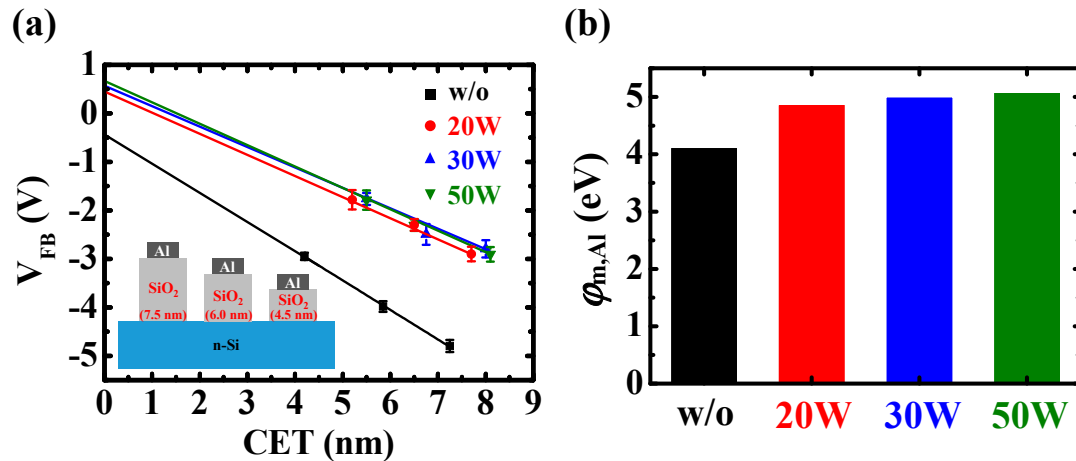 (a)
(b)
V_FB (V)
1
0
-1
-2
-3
-4
-5
w/o
20W
30W
50W
Al
Al
Al
SiO₂
(7.5 nm)
SiO₂
(6.0 nm)
SiO₂
(4.5 nm)
n-Si
0 1 2 3 4 5 6 7 8 9
CET (nm)
φ_m,Al (eV)
5
4
3
2
1
0
w/o 20W 30W 50W